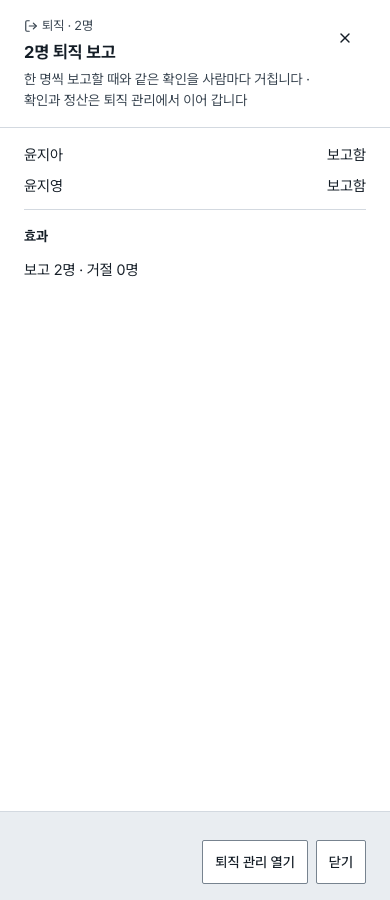 퇴직 · 2명
2명 퇴직 보고
한 명씩 보고할 때와 같은 확인을 사람마다 거칩니다 ·
확인과 정산은 퇴직 관리에서 이어 갑니다
윤지아 보고함
윤지영 보고함
효과
보고 2명 · 거절 0명
퇴직 관리 열기 닫기